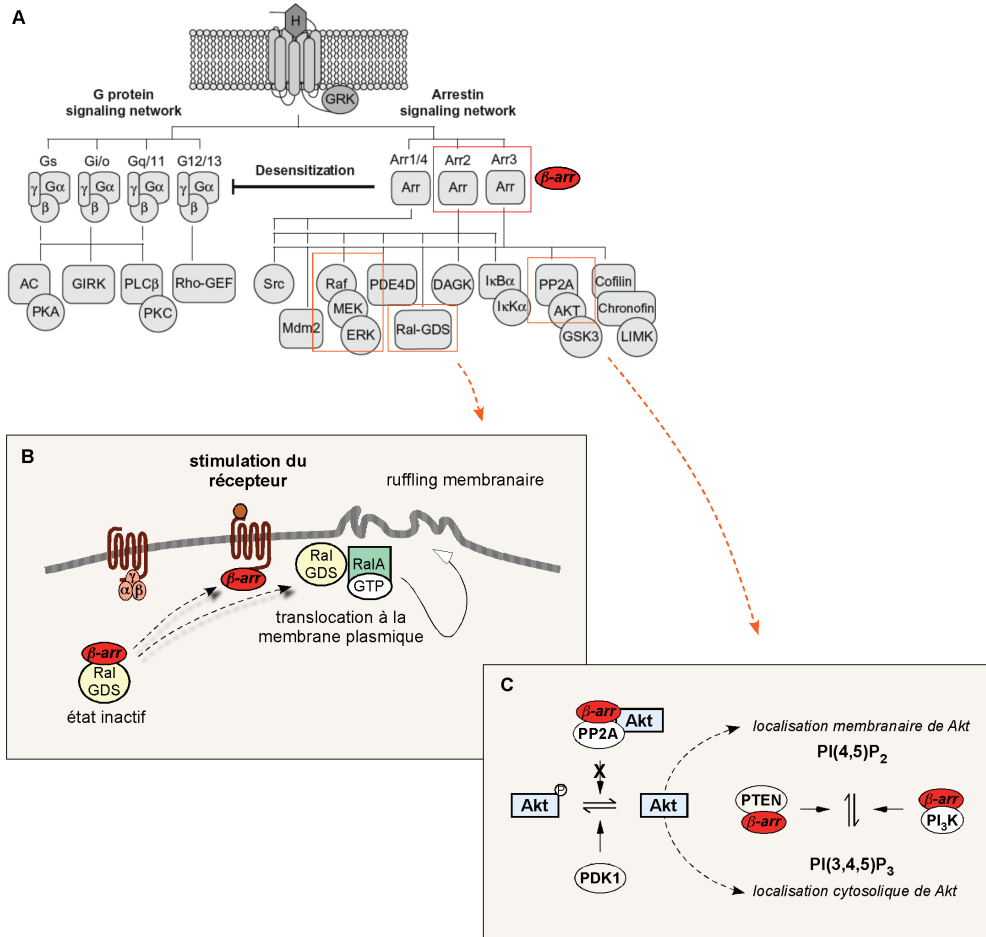 A
H
GRK
G protein
signaling network
Arrestin
signaling network
Gs Gi/o Gq/11 G12/13
Arr1/4 Arr2 Arr3
Desensitization
γ Gα β
γ Gα β
γ Gα β
γ Gα β
Arr Arr Arr
β-arr
AC GIRK PLCβ Rho-GEF
PKA PKC
Src Raf PDE4D DAGK IκBα PP2A Cofilin
MEK IκKα AKT Chronofin
Mdm2 ERK Ral-GDS GSK3 LIMK
B
stimulation du
récepteur
ruffling membranaire
α γ β
β-arr
Ral
GDS
RalA
GTP
translocation à la
membrane plasmique
β-arr
Ral
GDS
état inactif
C
β-arr
PP2A
Akt
X
localisation membranaire de Akt
PI(4,5)P2
Akt P
Akt
PTEN
β-arr
β-arr
PI3K
PDK1
PI(3,4,5)P3
localisation cytosolique de Akt